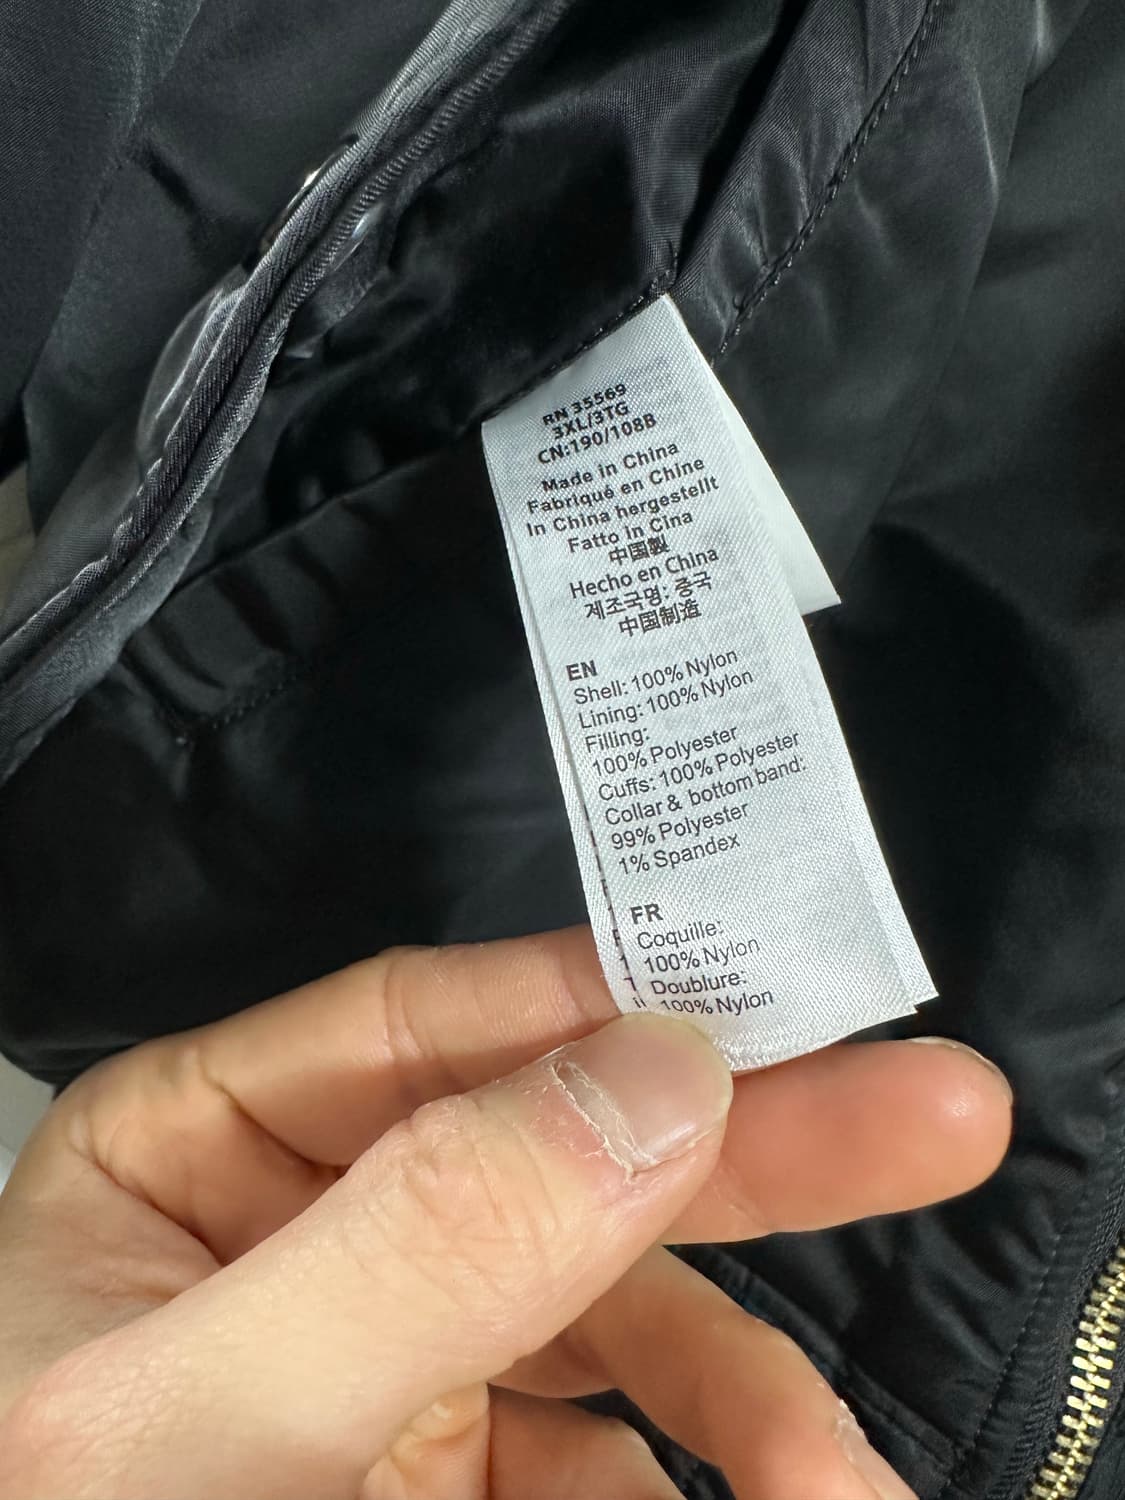 RN 35569
3XL/3TG
CN:190/108B
Made in China
Fabriqué en Chine
In China hergestellt
Fatto in Cina
中国製
Hecho en China
제조국명: 중국
中国制造
EN
Shell: 100% Nylon
Lining: 100% Nylon
Filling:
100% Polyester
Cuffs: 100% Polyester
Collar & bottom band:
99% Polyester
1% Spandex
FR
Coquille:
100% Nylon
Doublure:
100% Nylon